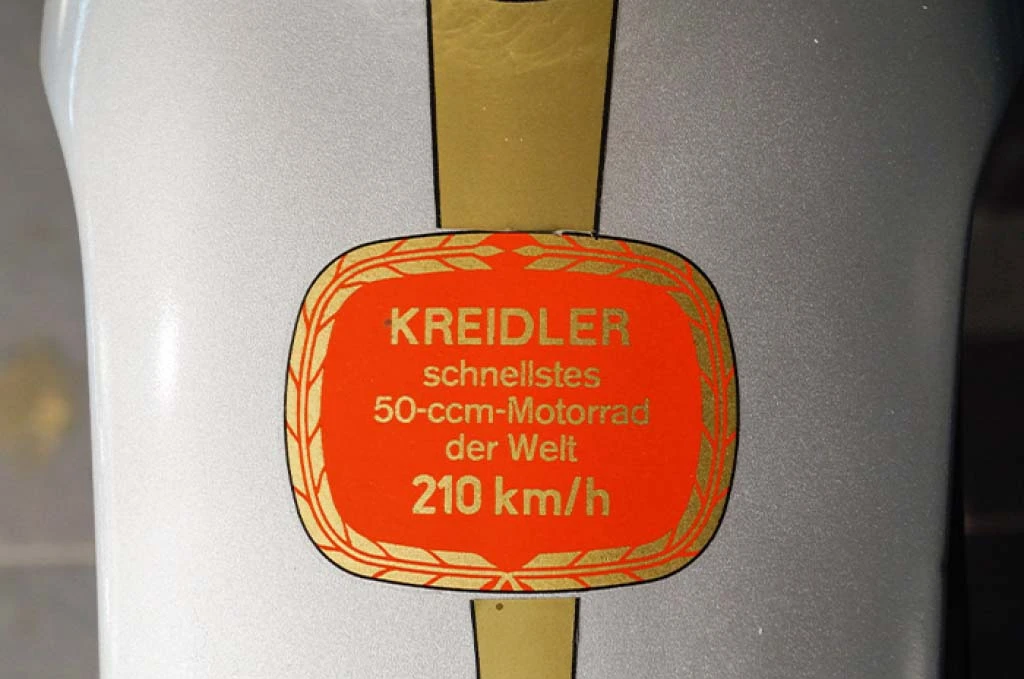 KREIDLER
schnellstes
50-ccm-Motorrad
der Welt
210 km/h